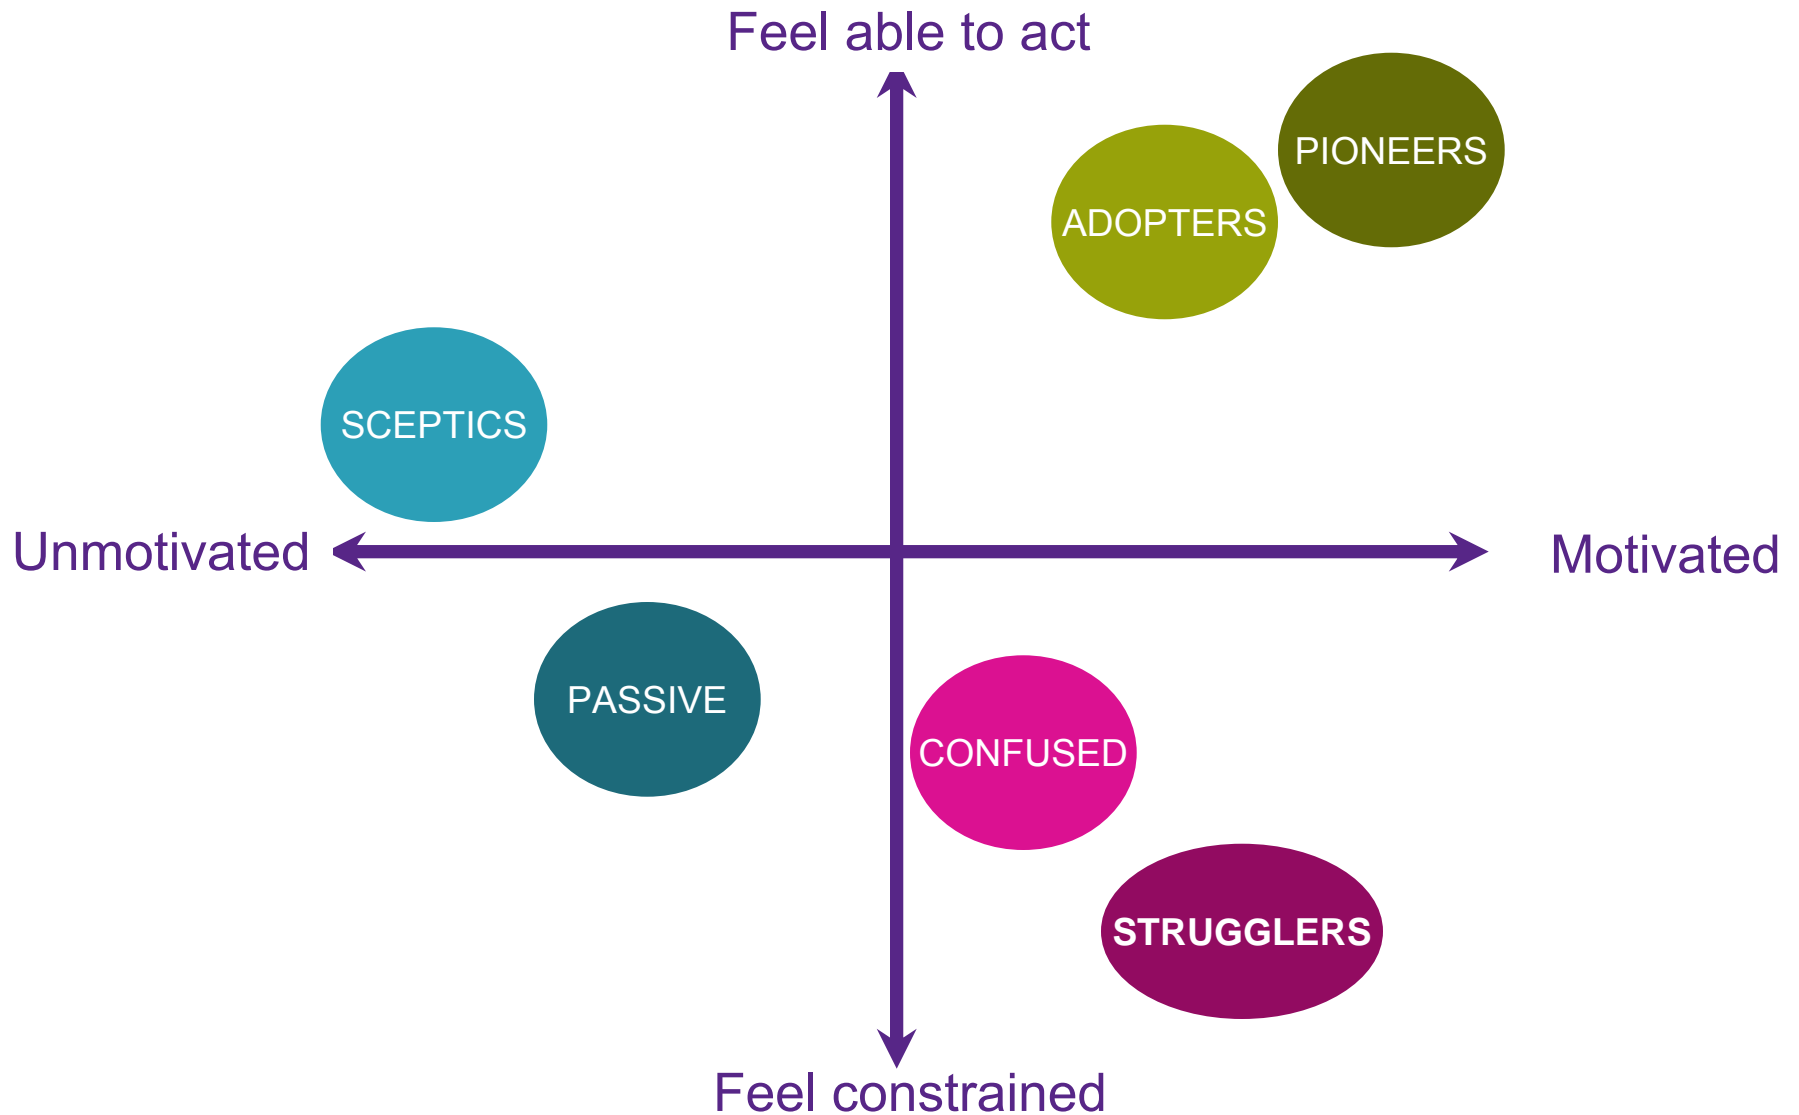 Feel able to act
PIONEERS
ADOPTERS
SCEPTICS
Unmotivated
Motivated
PASSIVE
CONFUSED
STRUGGLERS
Feel constrained